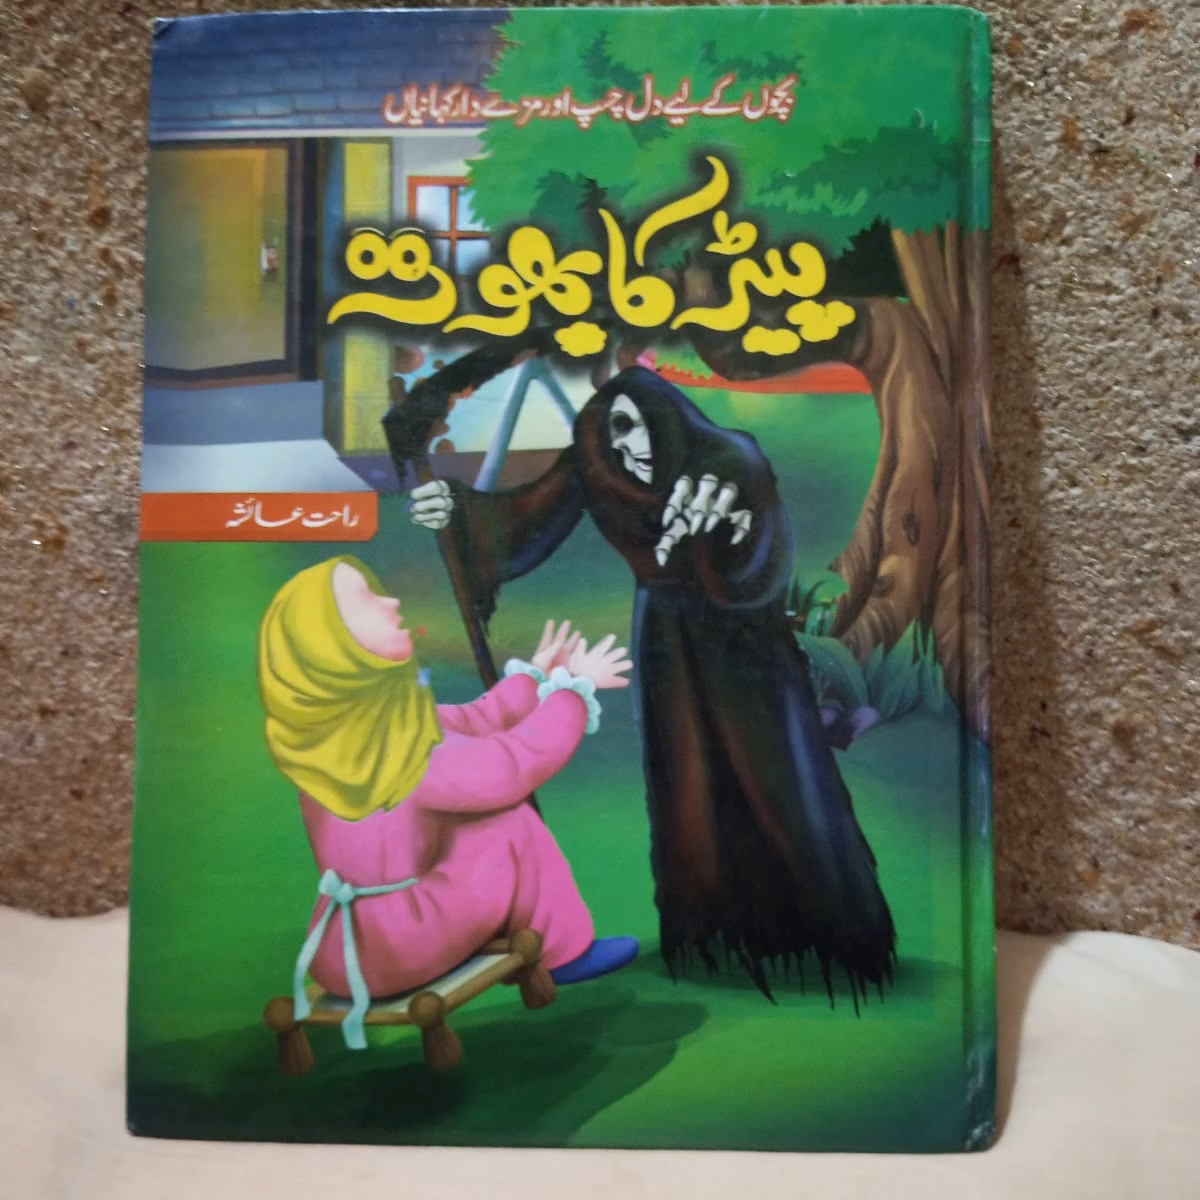 بچوں کے لیے دل چسپ اور مزے دار کہانیاں
پیڑ کا بھوت
راحت عائشہ